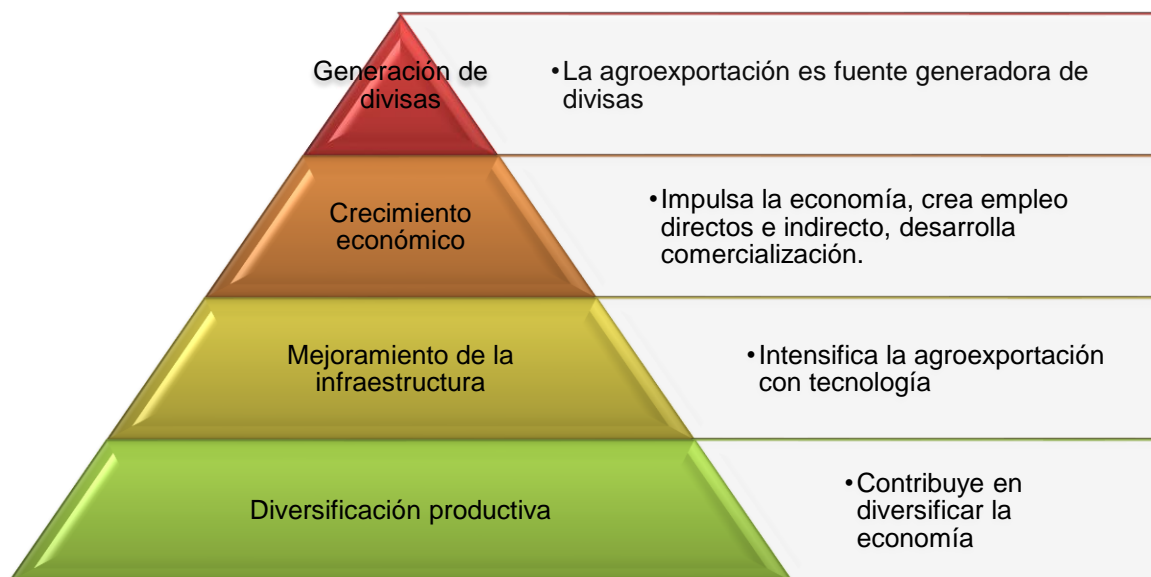 Generación de
divisas
•La agroexportación es fuente generadora de
divisas
Crecimiento
económico
•Impulsa la economía, crea empleo
directos e indirecto, desarrolla
comercialización.
Mejoramiento de la
infraestructura
•Intensifica la agroexportación
con tecnología
Diversificación productiva
•Contribuye en
diversificar la
economía